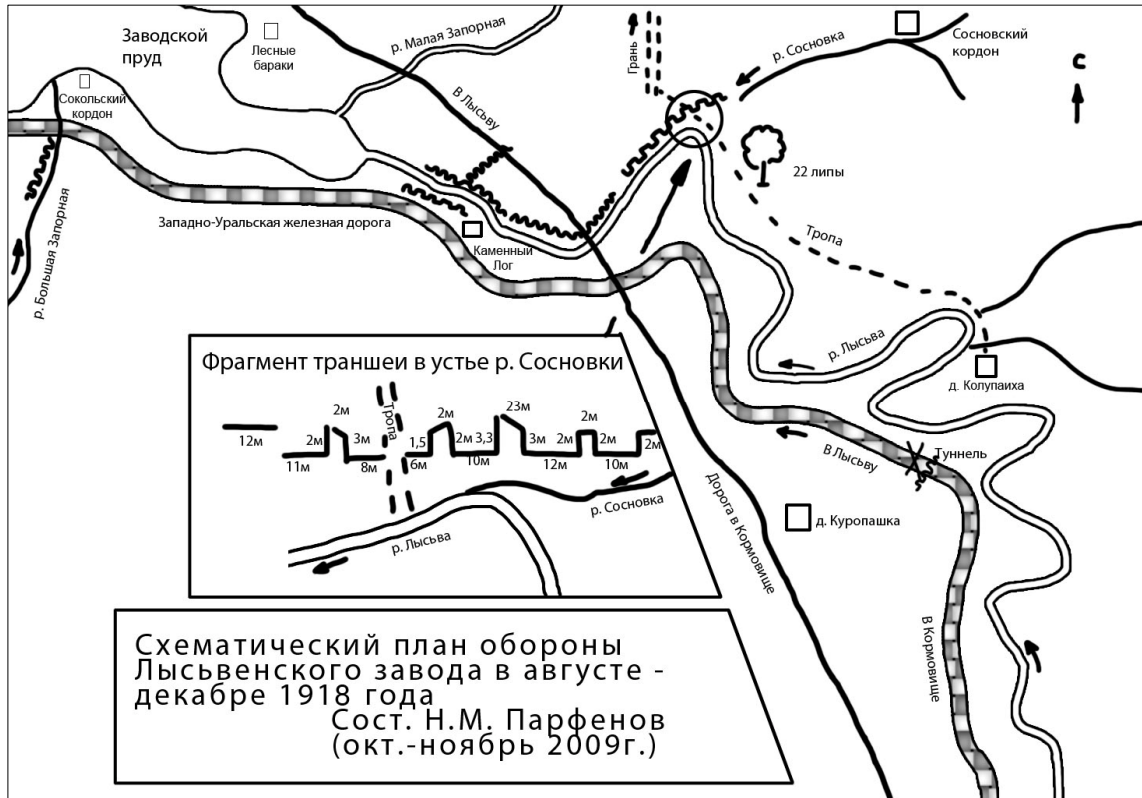 Заводской
пруд
Лесные
бараки
р. Малая Запорная
Грань
р. Сосновка
Сосновский
кордон
С
Сокольский
кордон
В Лысьву
22 липы
Западно-Уральская железная дорога
Каменный
Лог
р. Большая Запорная
Тропа
р. Лысьва
д. Колупаиха
В Лысьву
Туннель
д. Куропашка
Дорога в Кормовище
В Кормовище
Фрагмент траншеи в устье р. Сосновки
Тропа
12м
11м
2м
2м
3м
8м
1,5
6м
2м
2м
10м
3,3
23м
3м
12м
2м
2м
2м
10м
2м
р. Сосновка
р. Лысьва
Схематический план обороны
Лысьвенского завода в августе -
декабре 1918 года
Сост. Н.М. Парфенов
(окт.-ноябрь 2009г.)